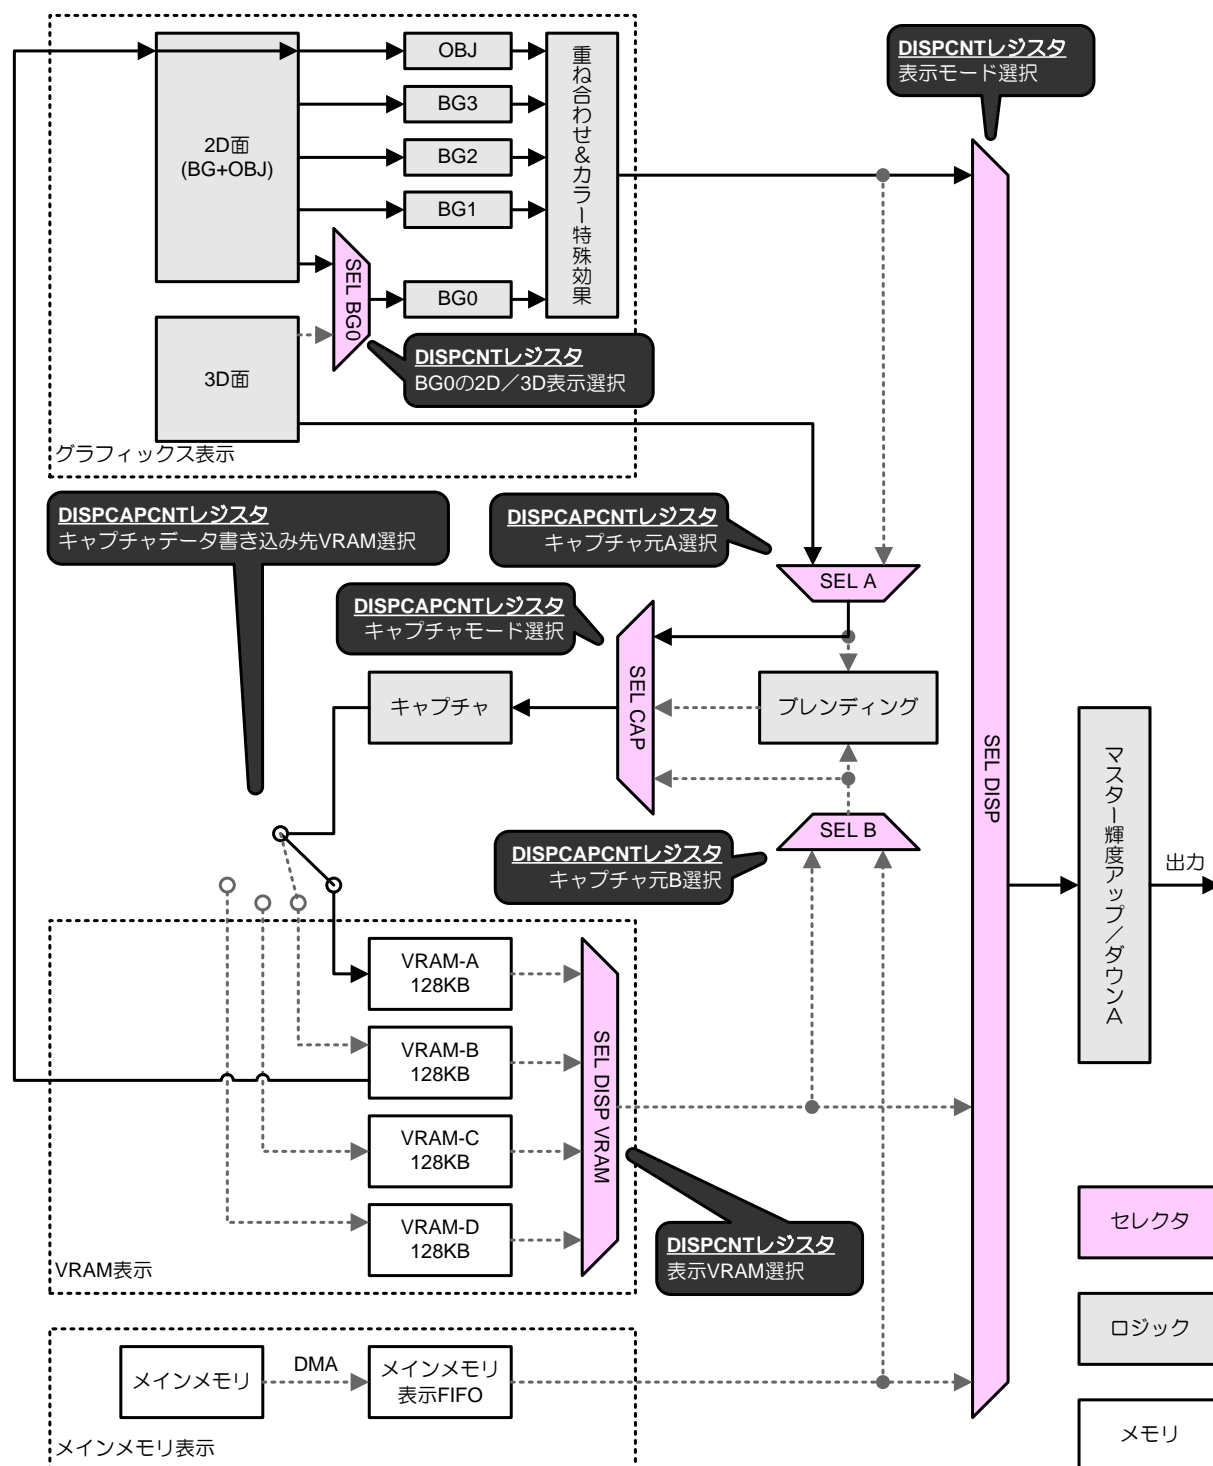 OBJ
BG3
2D面
(BG+OBJ)
BG2
BG1
SEL BG0
BG0
重ね合わせ＆カラー特殊効果
DISPCNTレジスタ
表示モード選択
3D面
DISPCNTレジスタ
BG0の2D／3D表示選択
グラフィックス表示
DISPCAPCNTレジスタ
キャプチャデータ書き込み先VRAM選択
DISPCAPCNTレジスタ
キャプチャ元A選択
SEL A
DISPCAPCNTレジスタ
キャプチャモード選択
キャプチャ
SEL CAP
ブレンディング
SEL DISP
マスター輝度アップ／ダウンA
出力
SEL B
DISPCAPCNTレジスタ
キャプチャ元B選択
VRAM-A
128KB
VRAM-B
128KB
VRAM-C
128KB
VRAM-D
128KB
SEL DISP VRAM
DISPCNTレジスタ
表示VRAM選択
VRAM表示
メインメモリ
DMA
メインメモリ
表示FIFO
メインメモリ表示
セレクタ
ロジック
メモリ